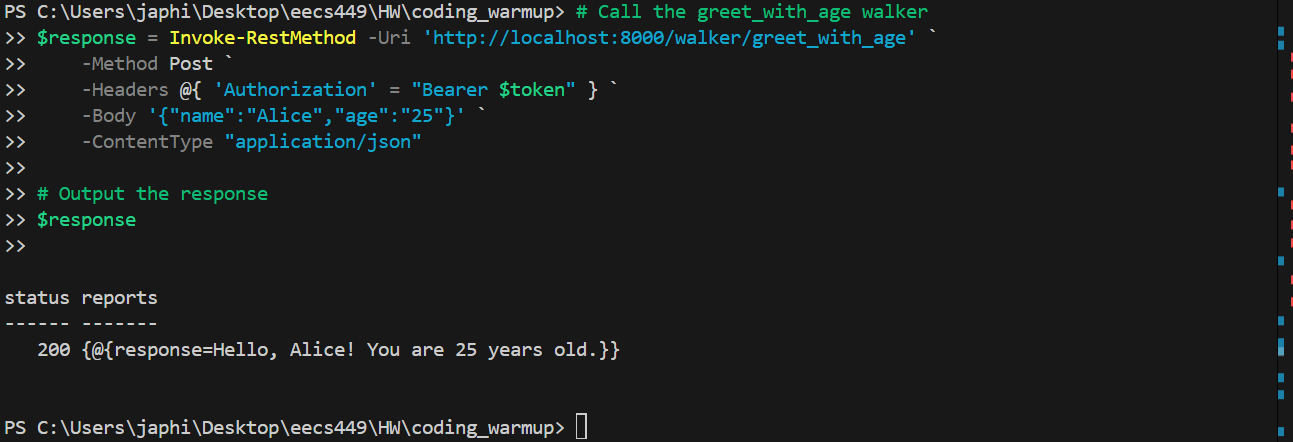 PS C:\Users\japhi\Desktop\eecs449\HW\coding_warmup> # Call the greet_with_age walker
>> $response = Invoke-RestMethod -Uri 'http://localhost:8000/walker/greet_with_age' `
>>     -Method Post `
>>     -Headers @{ 'Authorization' = "Bearer $token" } `
>>     -Body '{"name":"Alice","age":"25"}' `
>>     -ContentType "application/json"
>>
>> # Output the response
>> $response
>>
status reports
------ -------
   200 {@{response=Hello, Alice! You are 25 years old.}}
PS C:\Users\japhi\Desktop\eecs449\HW\coding_warmup>